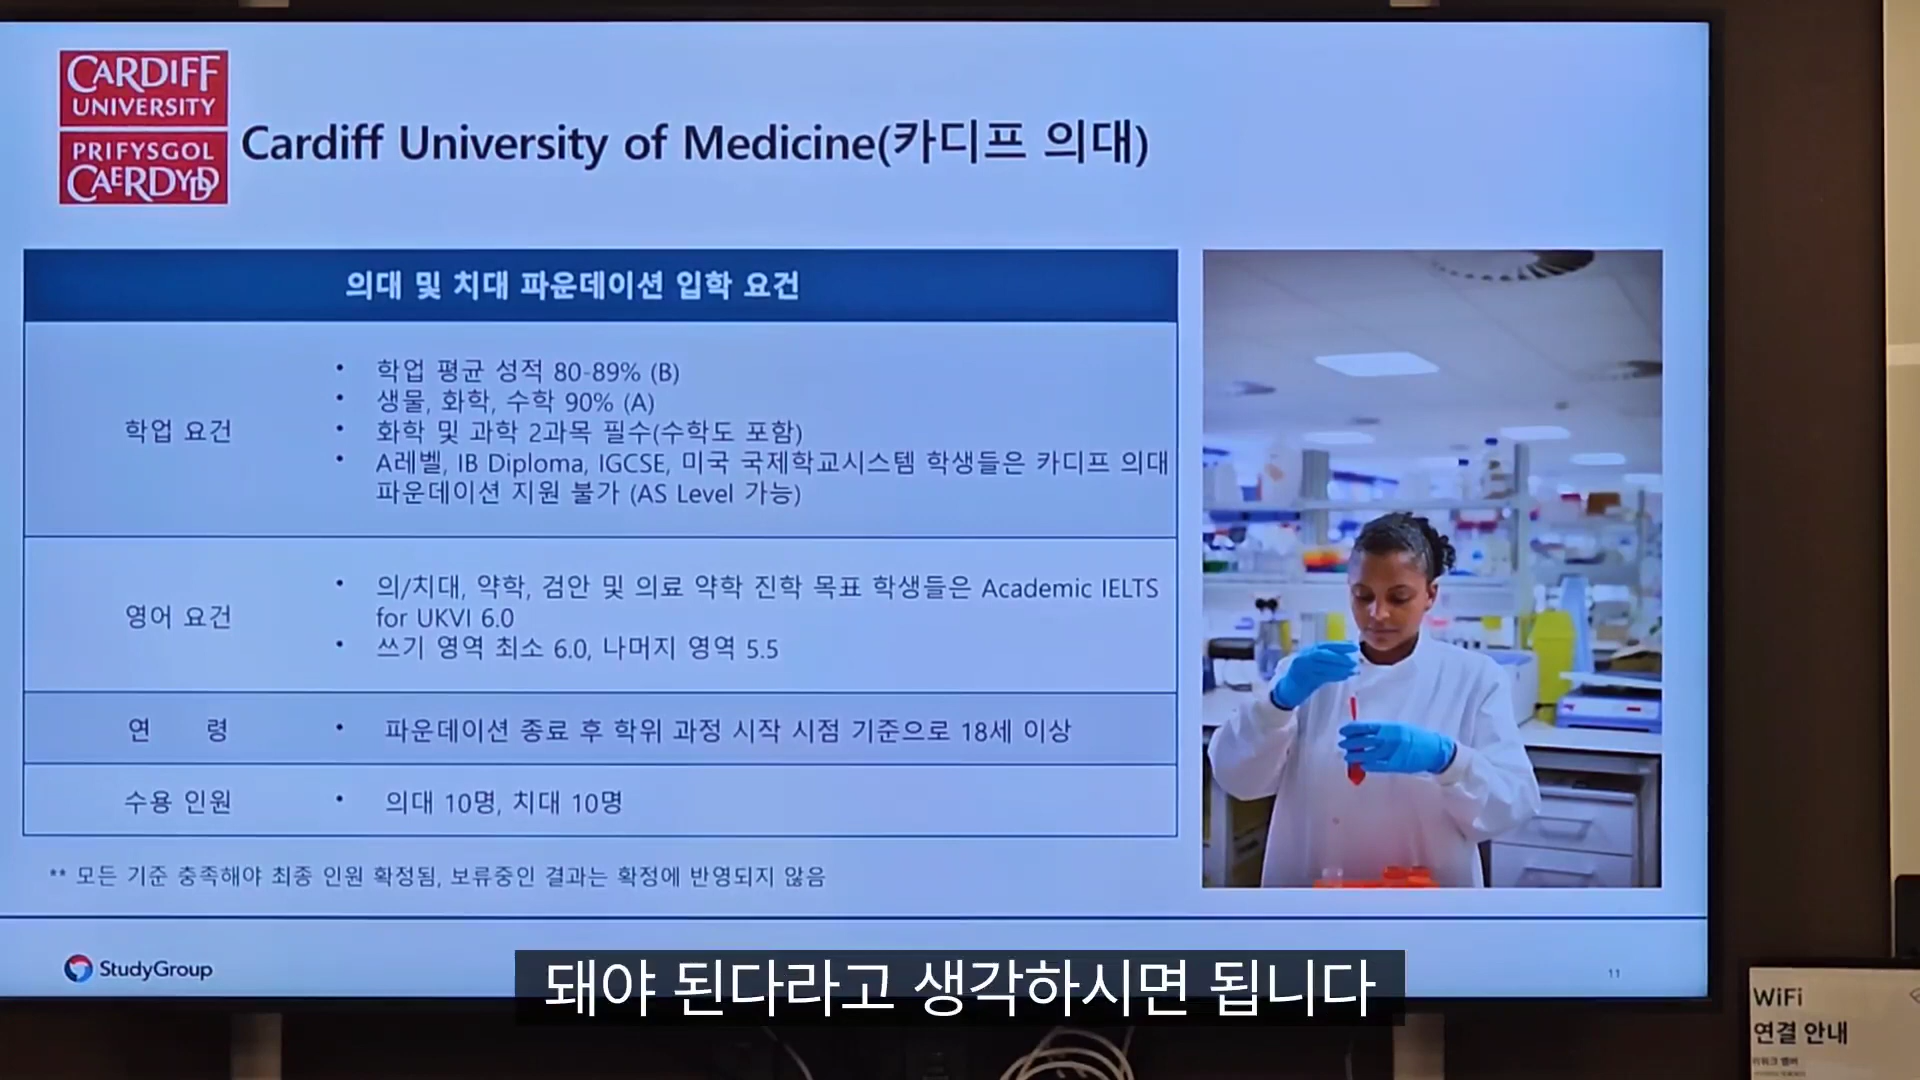 CARDIFF
UNIVERSITY
PRIFYSGOL
CAERDYDD
Cardiff University of Medicine(카디프 의대)
의대 및 치대 파운데이션 입학 요건
학업 요건
• 학업 평균 성적 80-89% (B)
• 생물, 화학, 수학 90% (A)
• 화학 및 과학 2과목 필수(수학도 포함)
• A레벨, IB Diploma, IGCSE, 미국 국제학교시스템 학생들은 카디프 의대
파운데이션 지원 불가 (AS Level 가능)
영어 요건
• 의/치대, 약학, 검안 및 의료 약학 진학 목표 학생들은 Academic IELTS
for UKVI 6.0
• 쓰기 영역 최소 6.0, 나머지 영역 5.5
연 령
• 파운데이션 종료 후 학위 과정 시작 시점 기준으로 18세 이상
수용 인원
• 의대 10명, 치대 10명
** 모든 기준 충족해야 최종 인원 확정됨, 보류중인 결과는 확정에 반영되지 않음
StudyGroup
11
돼야 된다라고 생각하시면 됩니다
WiFi
연결 안내